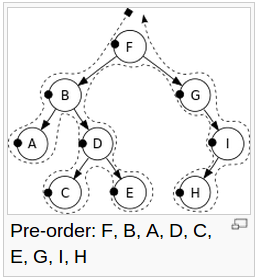 F
B G
A D I
C E H
Pre-order: F, B, A, D, C,
E, G, I, H